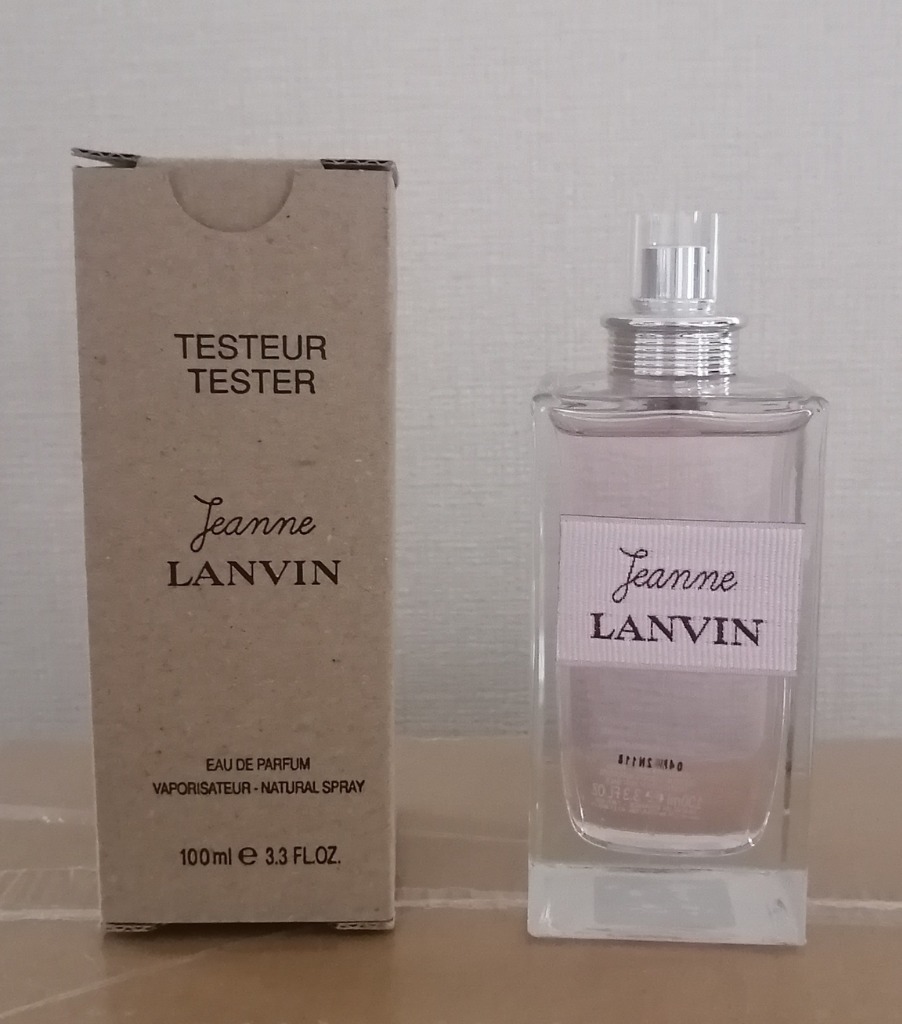 TESTEUR
TESTER
Jeanne
LANVIN
EAU DE PARFUM
VAPORISATEUR - NATURAL SPRAY
100ml e 3.3 FL.OZ.
Jeanne
LANVIN